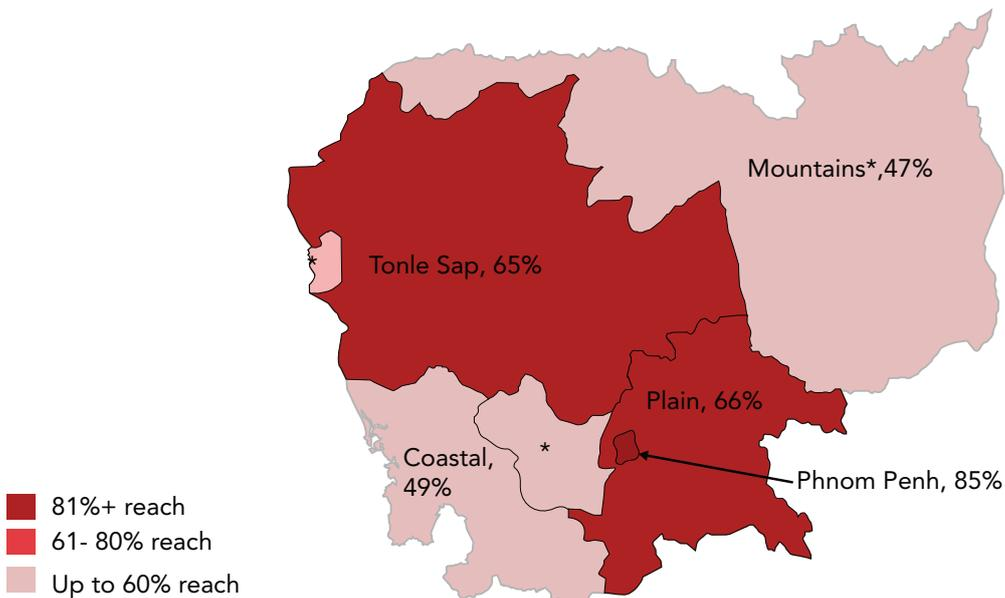 Mountains*,47%
*
Tonle Sap, 65%
Plain, 66%
*
Coastal,
49%
Phnom Penh, 85%
81%+ reach
61- 80% reach
Up to 60% reach